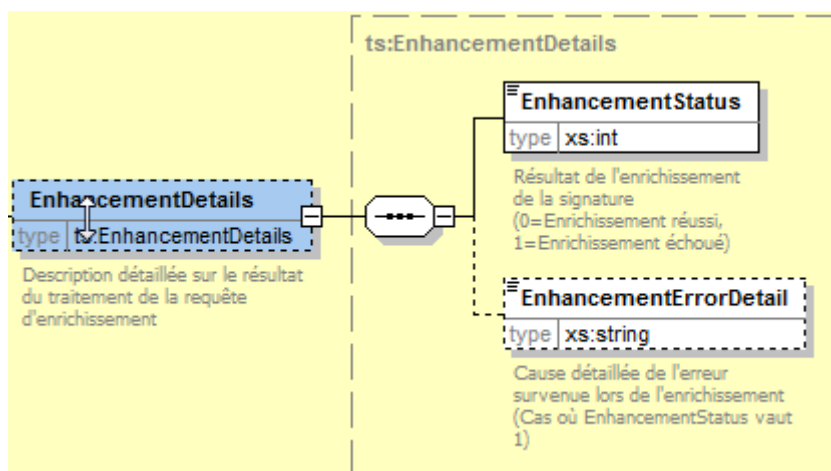 ts:EnhancementDetails
EnhancementStatus
type xs:int
Résultat de l'enrichissement
de la signature
(0=Enrichissement réussi,
1=Enrichissement échoué)
EnhancementDetails
type ts:EnhancementDetails
Description détaillée sur le résultat
du traitement de la requête
d'enrichissement
EnhancementErrorDetail
type xs:string
Cause détaillée de l'erreur
survenue lors de l'enrichissement
(Cas où EnhancementStatus vaut
1)